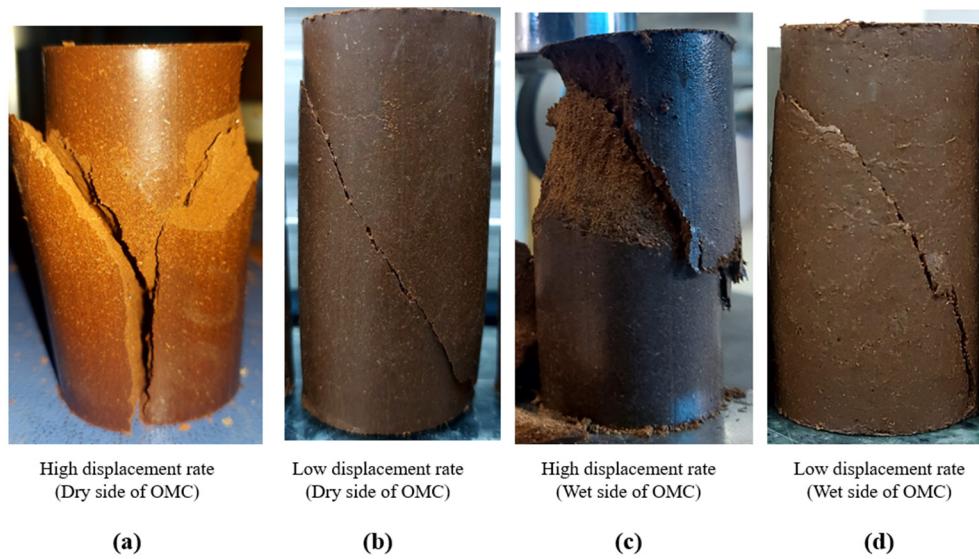 High displacement rate
(Dry side of OMC)
(a)
Low displacement rate
(Dry side of OMC)
(b)
High displacement rate
(Wet side of OMC)
(c)
Low displacement rate
(Wet side of OMC)
(d)